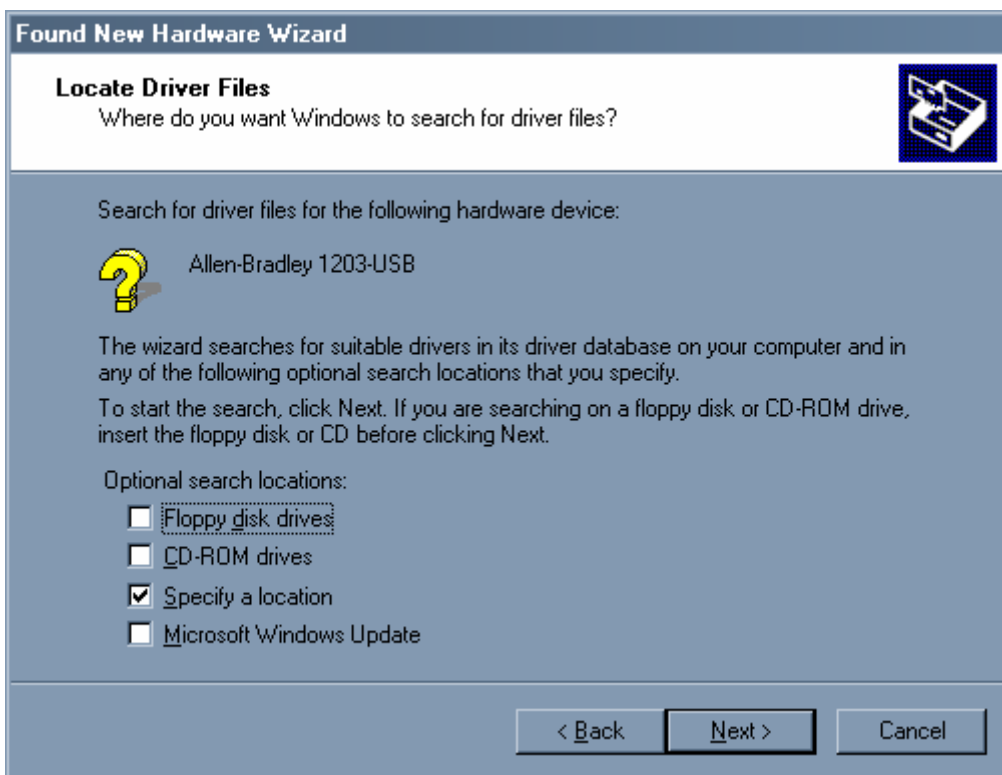 Found New Hardware Wizard
Locate Driver Files
Where do you want Windows to search for driver files?
Search for driver files for the following hardware device:
Allen-Bradley 1203-USB
The wizard searches for suitable drivers in its driver database on your computer and in
any of the following optional search locations that you specify.
To start the search, click Next. If you are searching on a floppy disk or CD-ROM drive,
insert the floppy disk or CD before clicking Next.
Optional search locations:
Floppy disk drives
CD-ROM drives
Specify a location
Microsoft Windows Update
< Back Next > Cancel